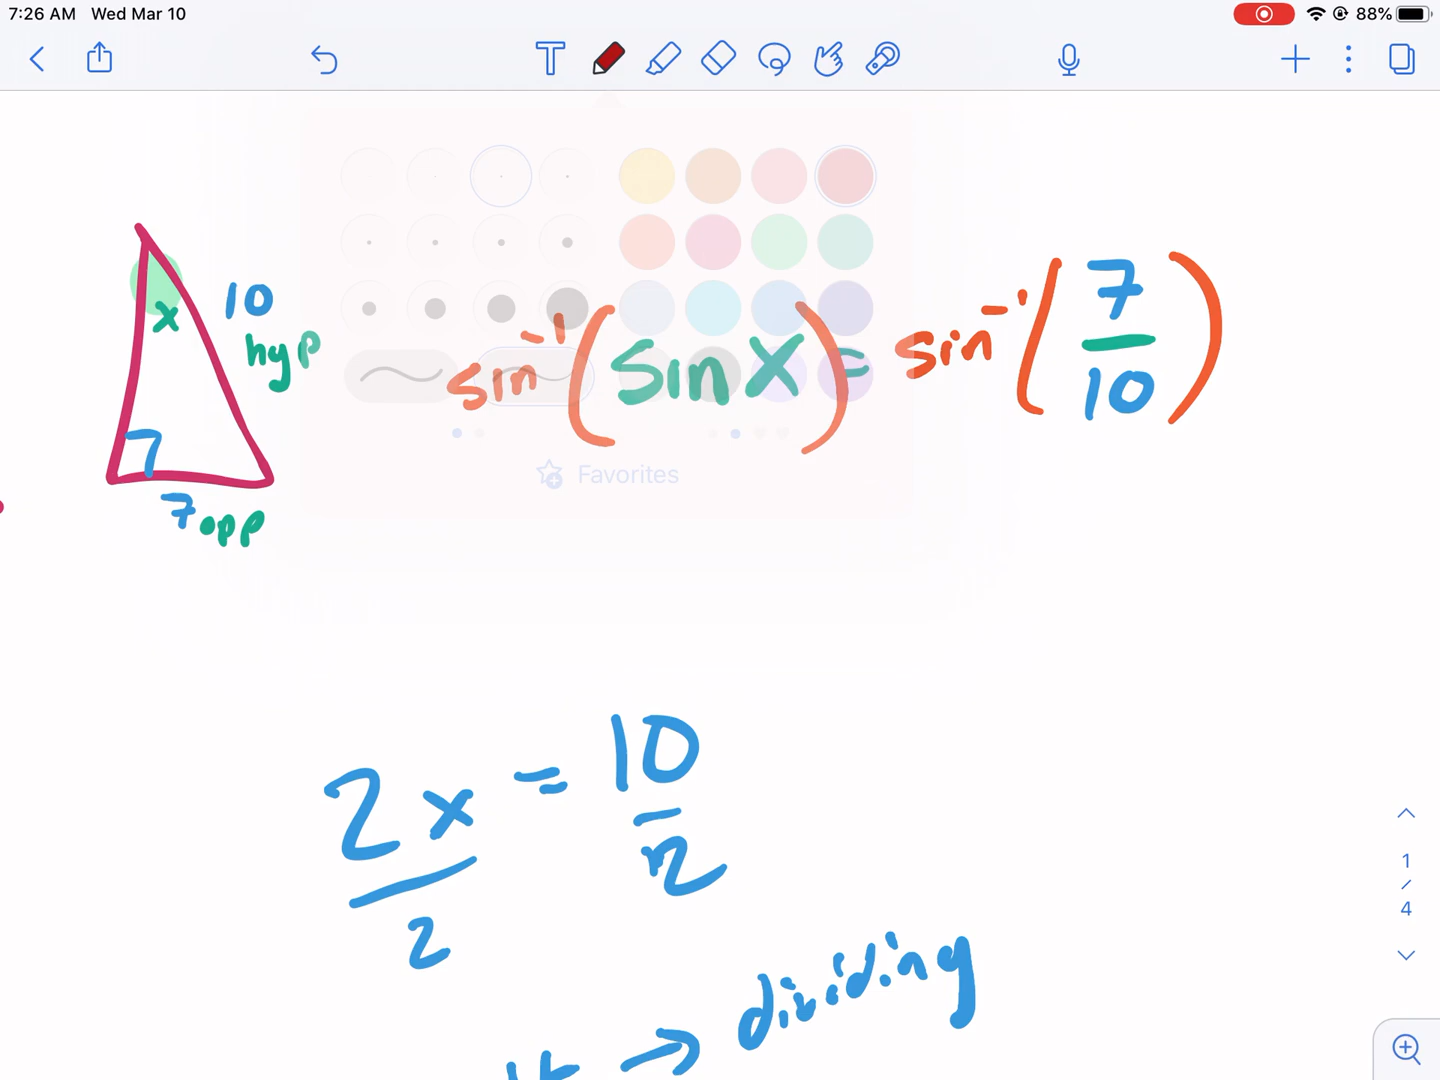 7:26 AM Wed Mar 10
88%
T
10
x
hyp
sin⁻¹(sin x) = sin⁻¹(7/10)
Favorites
7
7 opp
2x/2 = 10/2
1
/
4
→ dividing